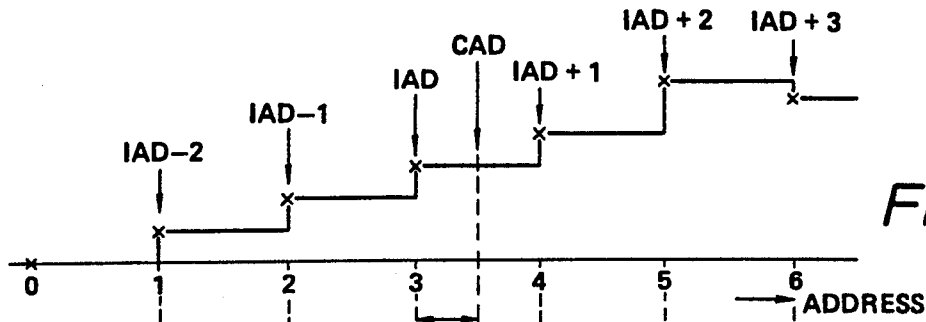 IAD+2
IAD+3
CAD
IAD
IAD+1
IAD–1
IAD–2
0 1 2 3 4 5 6
ADDRESS